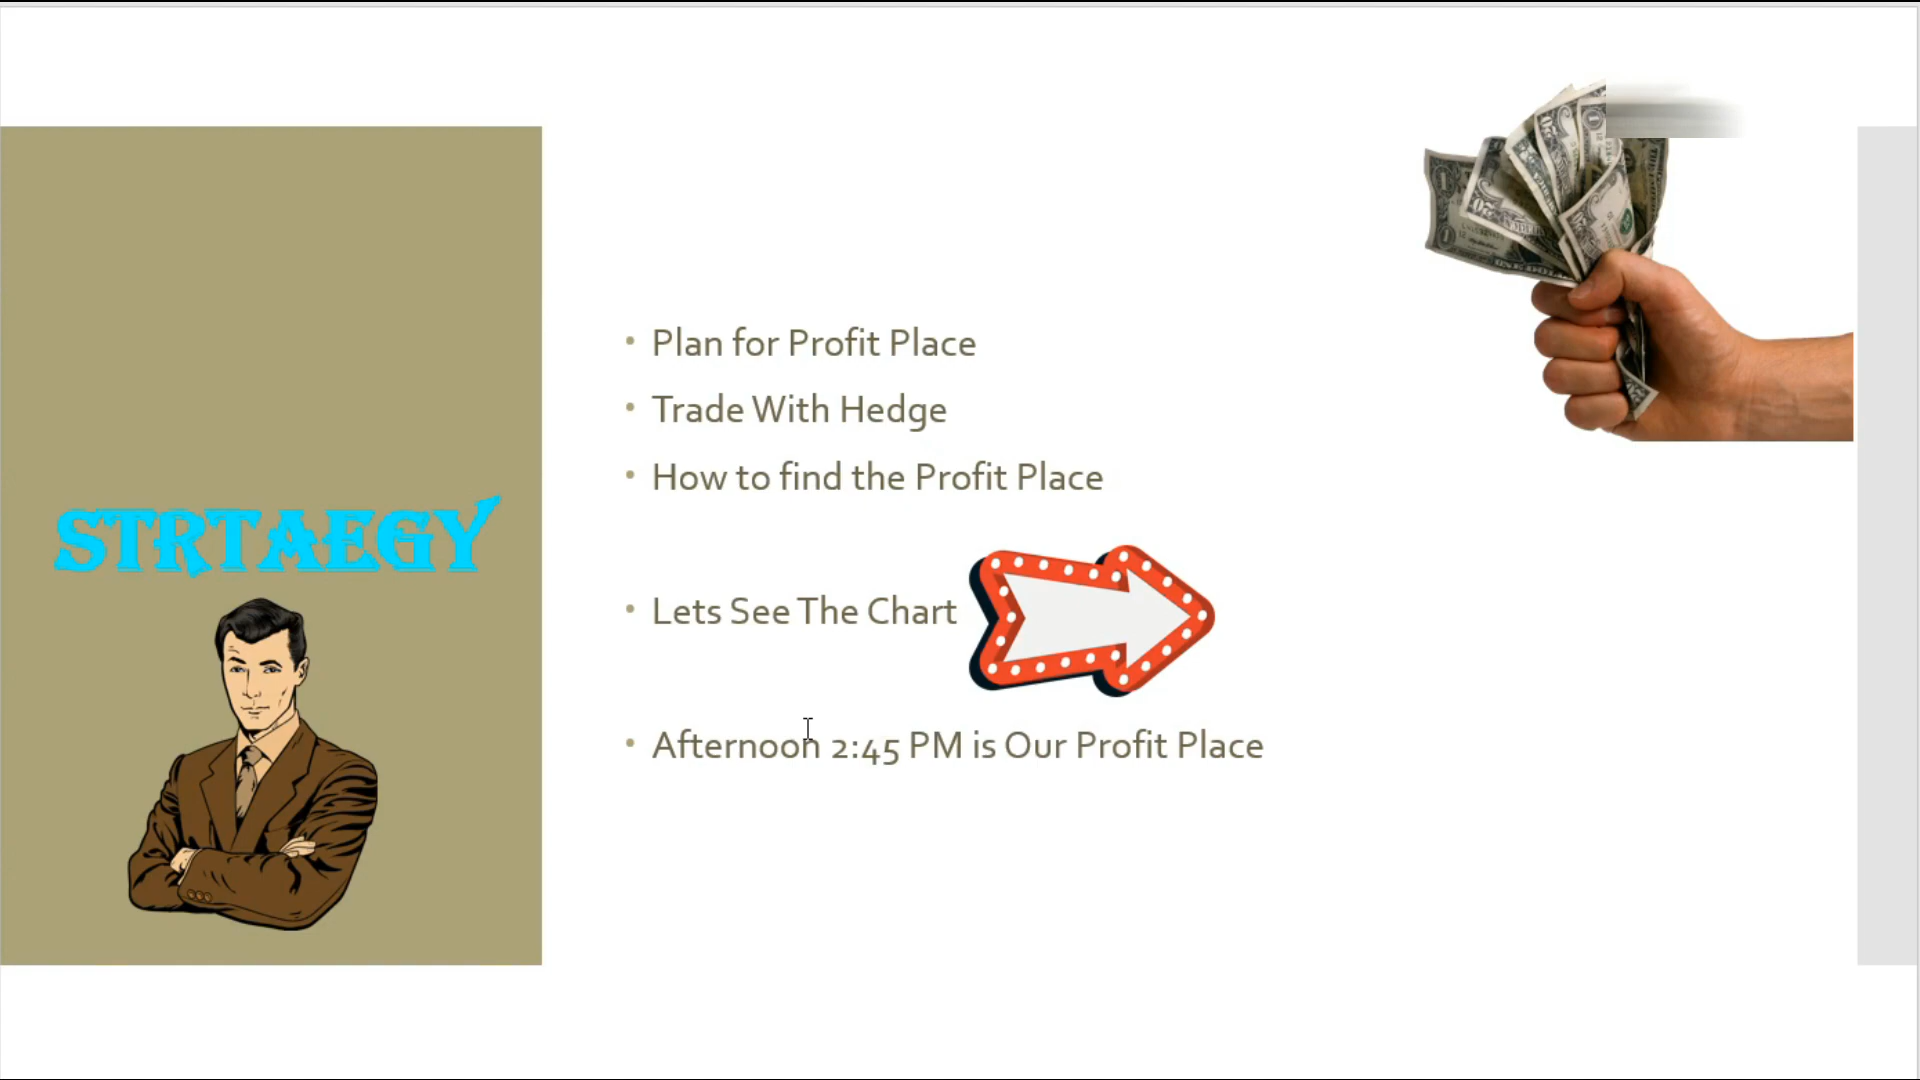 STRTAEGY
• Plan for Profit Place
• Trade With Hedge
• How to find the Profit Place
• Lets See The Chart
• Afternoon 2:45 PM is Our Profit Place